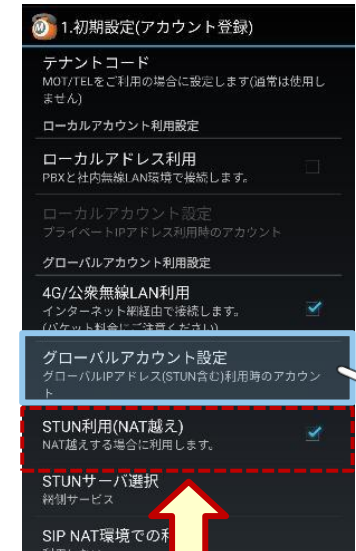 1.初期設定(アカウント登録)
テナントコード
MOT/TELをご利用の場合に設定します(通常は使用し
ません)
ローカルアカウント利用設定
ローカルアドレス利用
PBXと社内無線LAN環境で接続します。
ローカルアカウント設定
プライベートIPアドレス利用時のアカウント
グローバルアカウント利用設定
4G/公衆無線LAN利用
インターネット網経由で接続します。
(パケット料金にご注意ください)
グローバルアカウント設定
グローバルIPアドレス(STUN含む)利用時のアカウン
ト
STUN利用(NAT越え)
NAT越えする場合に利用します。
STUNサーバ選択
SIP NAT環境での